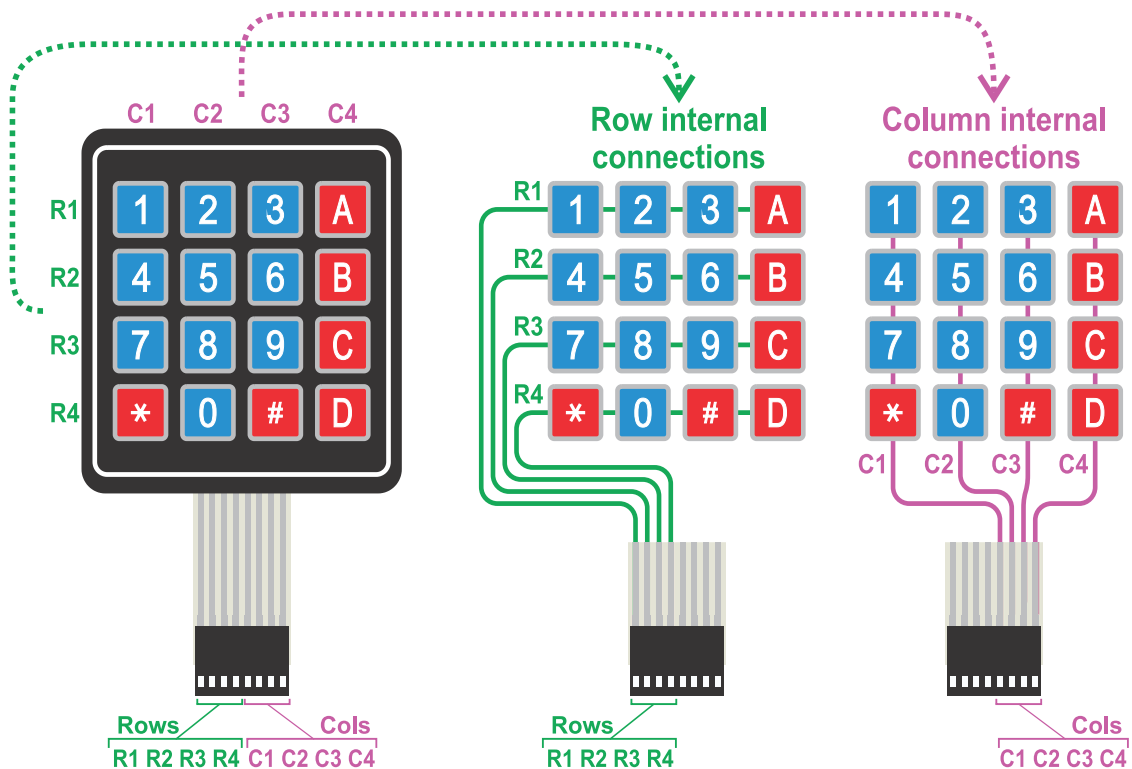 C1 C2 C3 C4
Row internal
connections
Column internal
connections
R1 1 2 3 A
R2 4 5 6 B
R3 7 8 9 C
R4 * 0 # D
R1 1 2 3 A
R2 4 5 6 B
R3 7 8 9 C
R4 * 0 # D
1 2 3 A
4 5 6 B
7 8 9 C
* 0 # D
C1 C2 C3 C4
Rows Cols
R1 R2 R3 R4 C1 C2 C3 C4
Rows
R1 R2 R3 R4
Cols
C1 C2 C3 C4